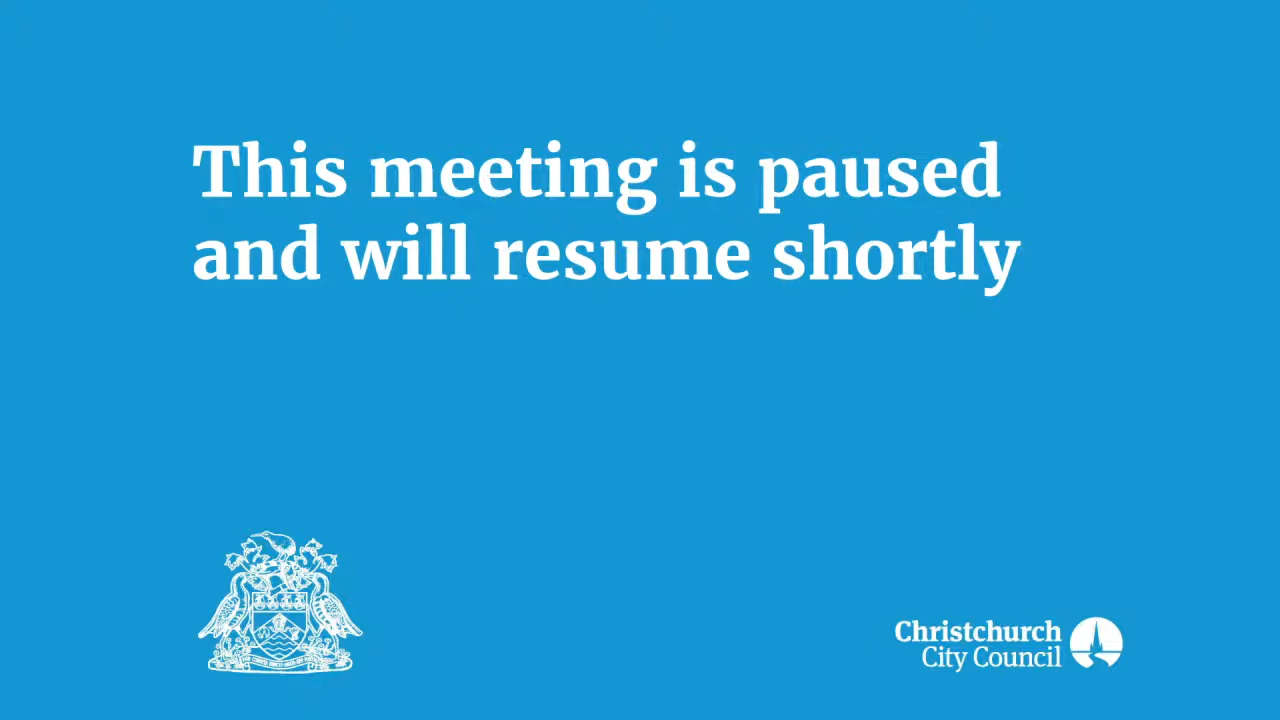 This meeting is paused
and will resume shortly
Christchurch
City Council